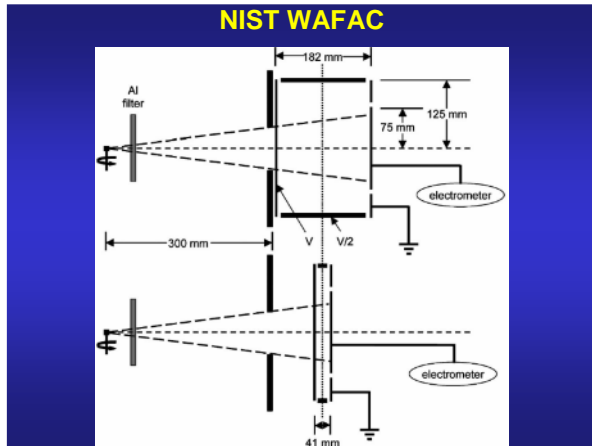 NIST WAFAC
182 mm
Al
filter
75 mm
125 mm
electrometer
300 mm
V
V/2
electrometer
41 mm